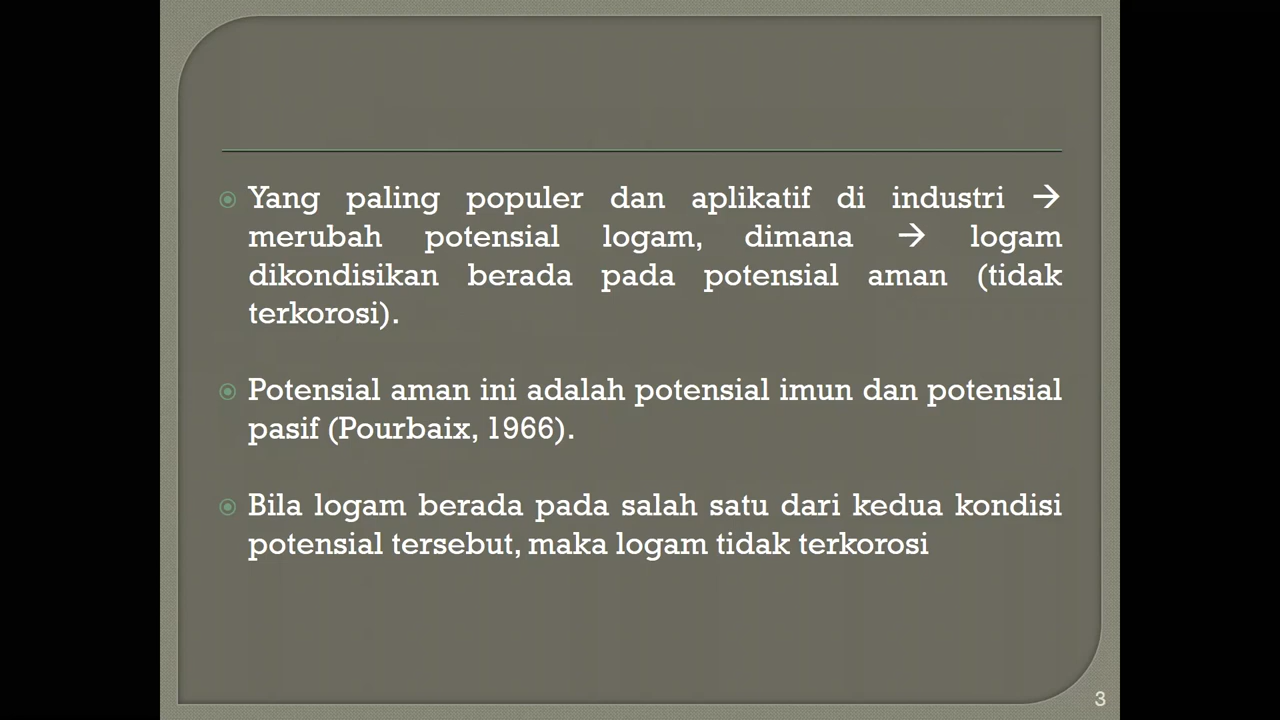 Yang paling populer dan aplikatif di industri →
merubah potensial logam, dimana → logam
dikondisikan berada pada potensial aman (tidak
terkorosi).
Potensial aman ini adalah potensial imun dan potensial
pasif (Pourbaix, 1966).
Bila logam berada pada salah satu dari kedua kondisi
potensial tersebut, maka logam tidak terkorosi
3